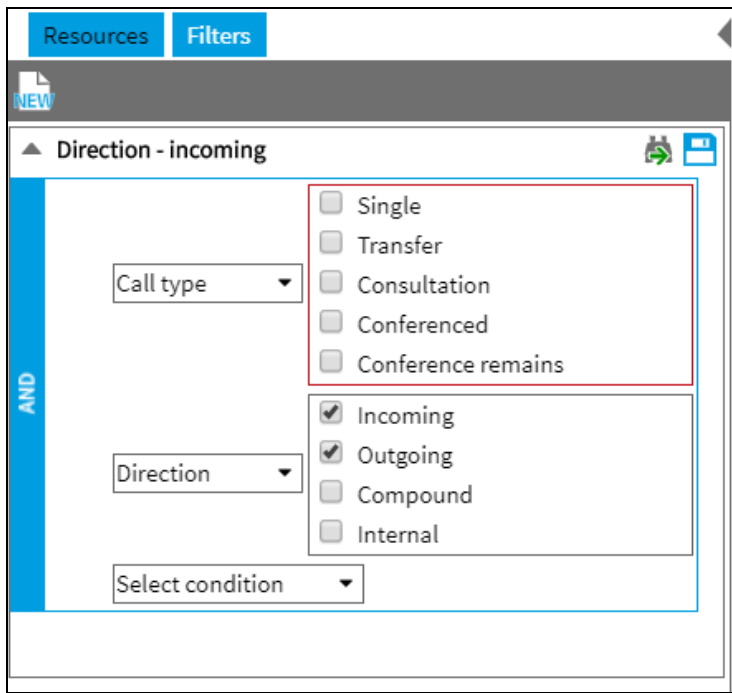 Resources Filters
NEW
Direction - incoming
AND
Call type
Single
Transfer
Consultation
Conferenced
Conference remains
Direction
Incoming
Outgoing
Compound
Internal
Select condition